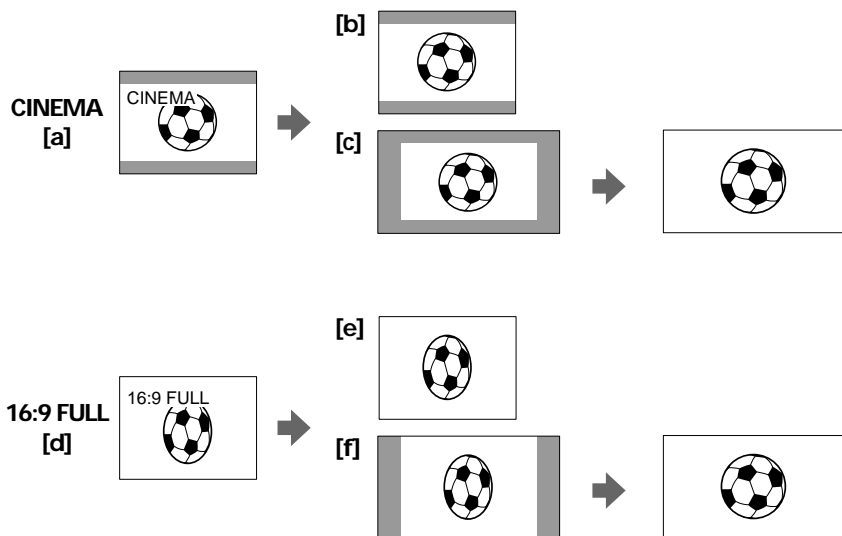 [b]
CINEMA
CINEMA
[a]
[c]
[e]
16:9 FULL
16:9 FULL
[d]
[f]